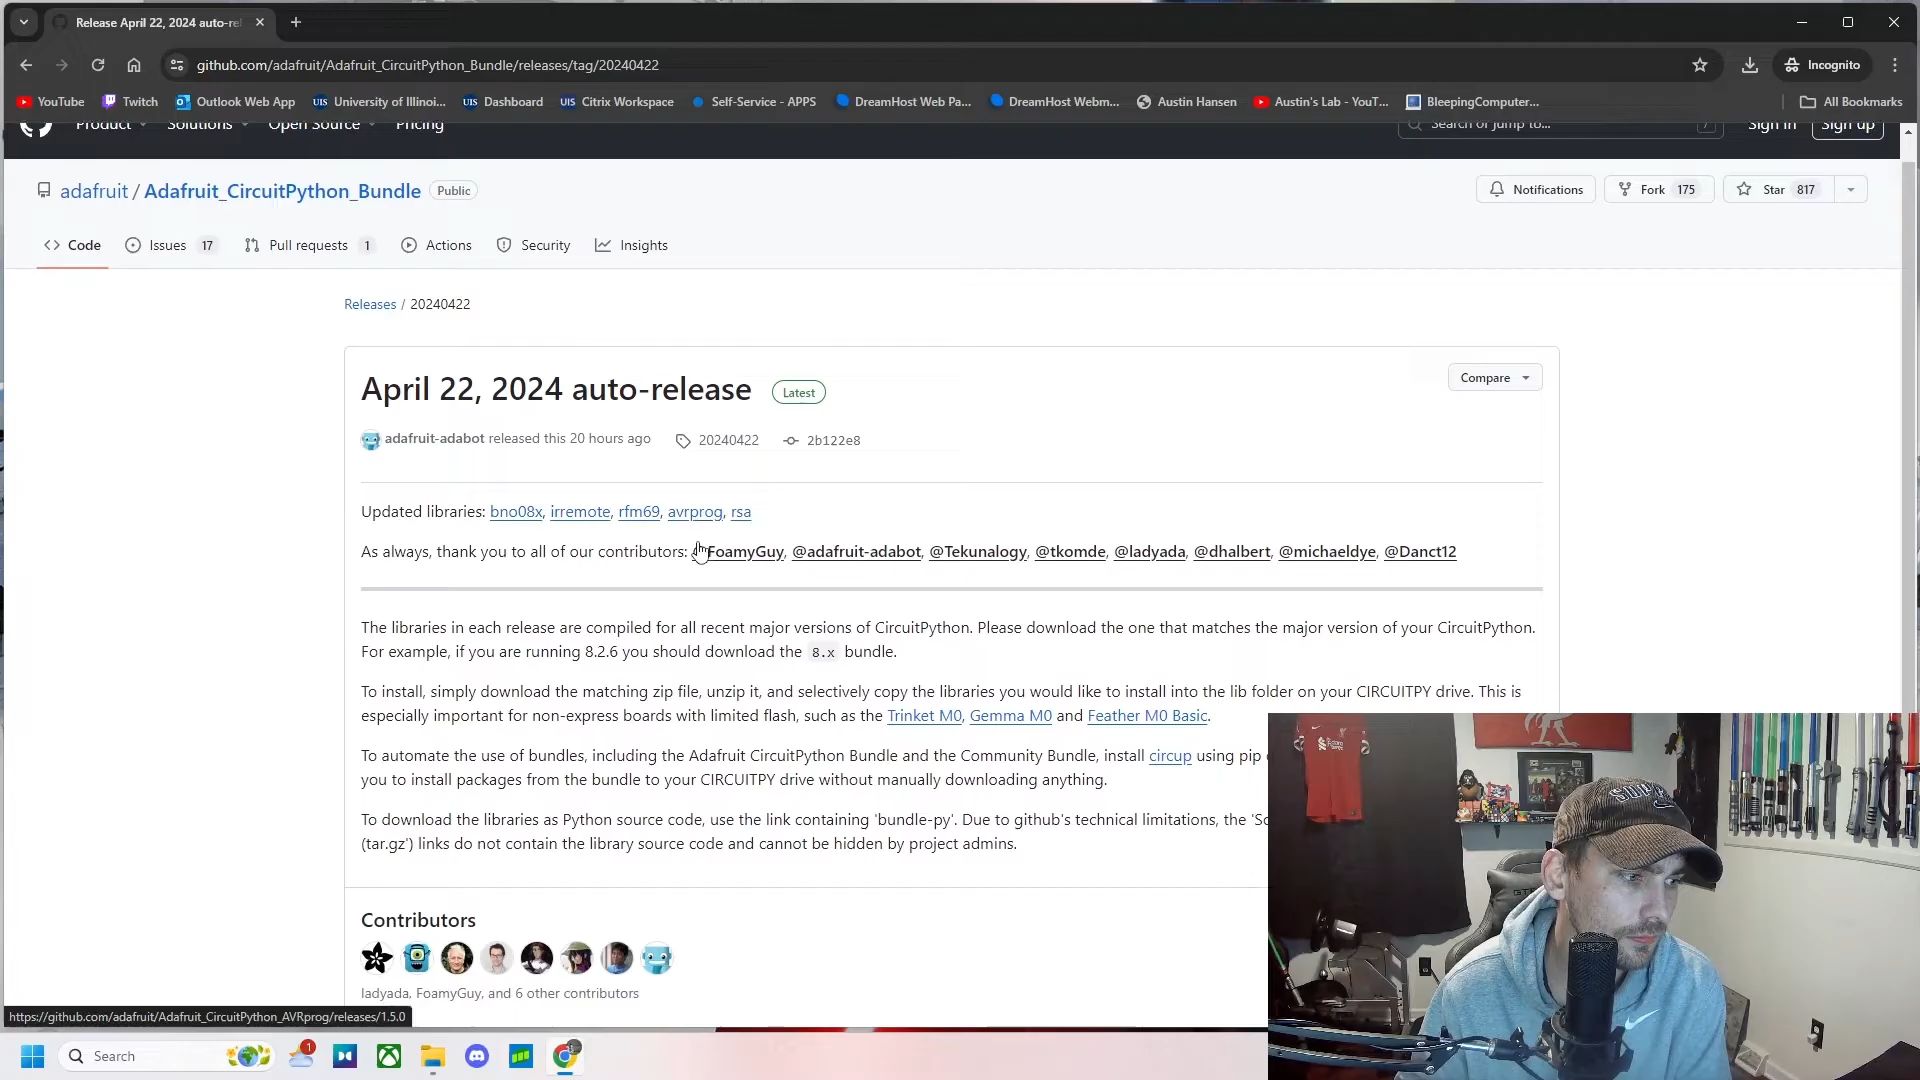 Release April 22, 2024 auto-rel
github.com/adafruit/Adafruit_CircuitPython_Bundle/releases/tag/20240422
Incognito
YouTube
Twitch
Outlook Web App
UIS University of Illinoi...
UIS Dashboard
UIS Citrix Workspace
Self-Service - APPS
DreamHost Web Pa...
DreamHost Webm...
Austin Hansen
Austin's Lab - YouT...
BleepingComputer...
All Bookmarks
Product
Solutions
Open Source
Pricing
Search or jump to...
/
Sign in
Sign up
adafruit / Adafruit_CircuitPython_Bundle
Public
Notifications
Fork 175
Star 817
Code
Issues 17
Pull requests 1
Actions
Security
Insights
Releases / 20240422
April 22, 2024 auto-release
Latest
Compare
adafruit-adabot released this 20 hours ago
20240422
2b122e8
Updated libraries: bno08x, irremote, rfm69, avrprog, rsa
As always, thank you to all of our contributors: FoamyGuy, @adafruit-adabot, @Tekunalogy, @tkomde, @ladyada, @dhalbert, @michaeldye, @Danct12
The libraries in each release are compiled for all recent major versions of CircuitPython. Please download the one that matches the major version of your CircuitPython.
For example, if you are running 8.2.6 you should download the 8.x bundle.
To install, simply download the matching zip file, unzip it, and selectively copy the libraries you would like to install into the lib folder on your CIRCUITPY drive. This is
especially important for non-express boards with limited flash, such as the Trinket M0, Gemma M0 and Feather M0 Basic.
To automate the use of bundles, including the Adafruit CircuitPython Bundle and the Community Bundle, install circup using pip
you to install packages from the bundle to your CIRCUITPY drive without manually downloading anything.
To download the libraries as Python source code, use the link containing 'bundle-py'. Due to github's technical limitations, the 'So
(tar.gz') links do not contain the library source code and cannot be hidden by project admins.
Contributors
ladyada, FoamyGuy, and 6 other contributors
https://github.com/adafruit/Adafruit_CircuitPython_AVRprog/releases/1.5.0
Search
1